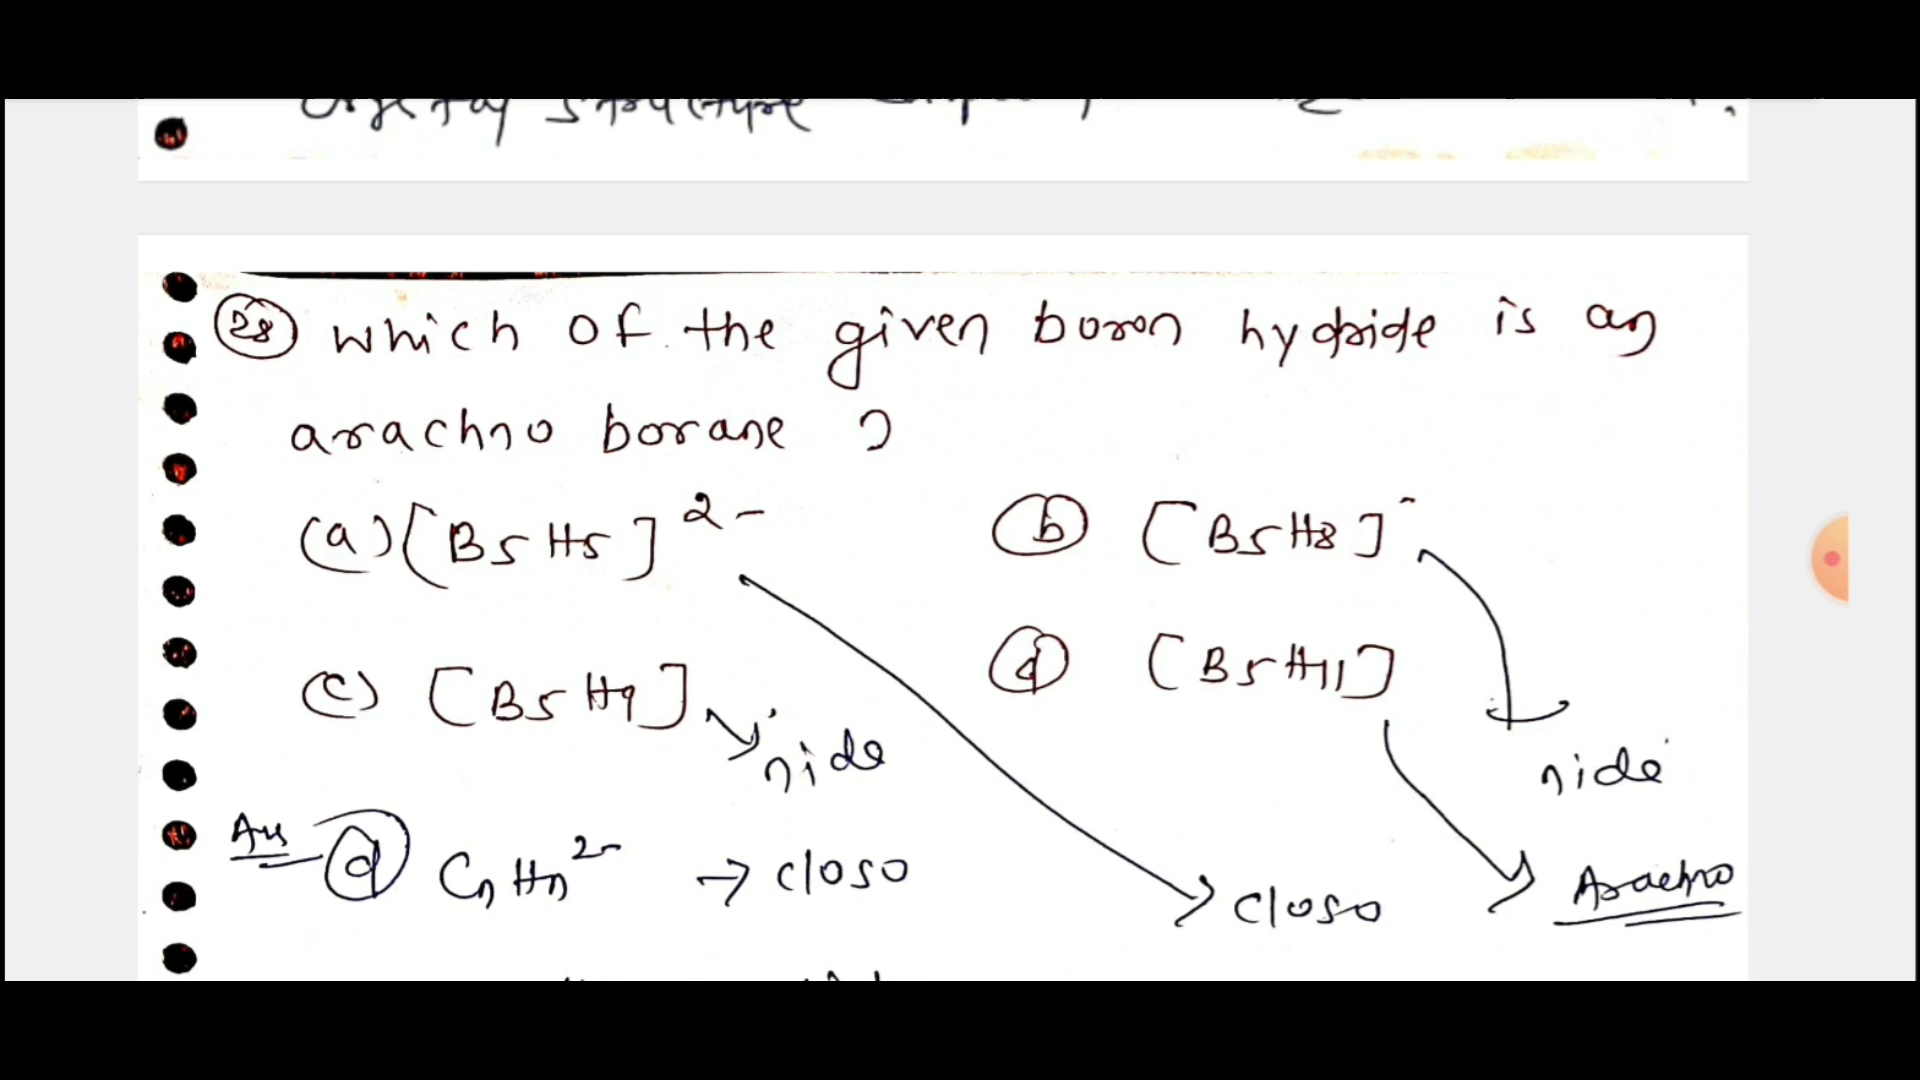 structure
28 which of the given boron hydride is an
arachno borane ?
(a) [B5H5]2-
b [B5H8]-
(c) [B5H9]
d [B5H11]
nido
nido
Ans d CnHn2- → closo
closo
Arachno